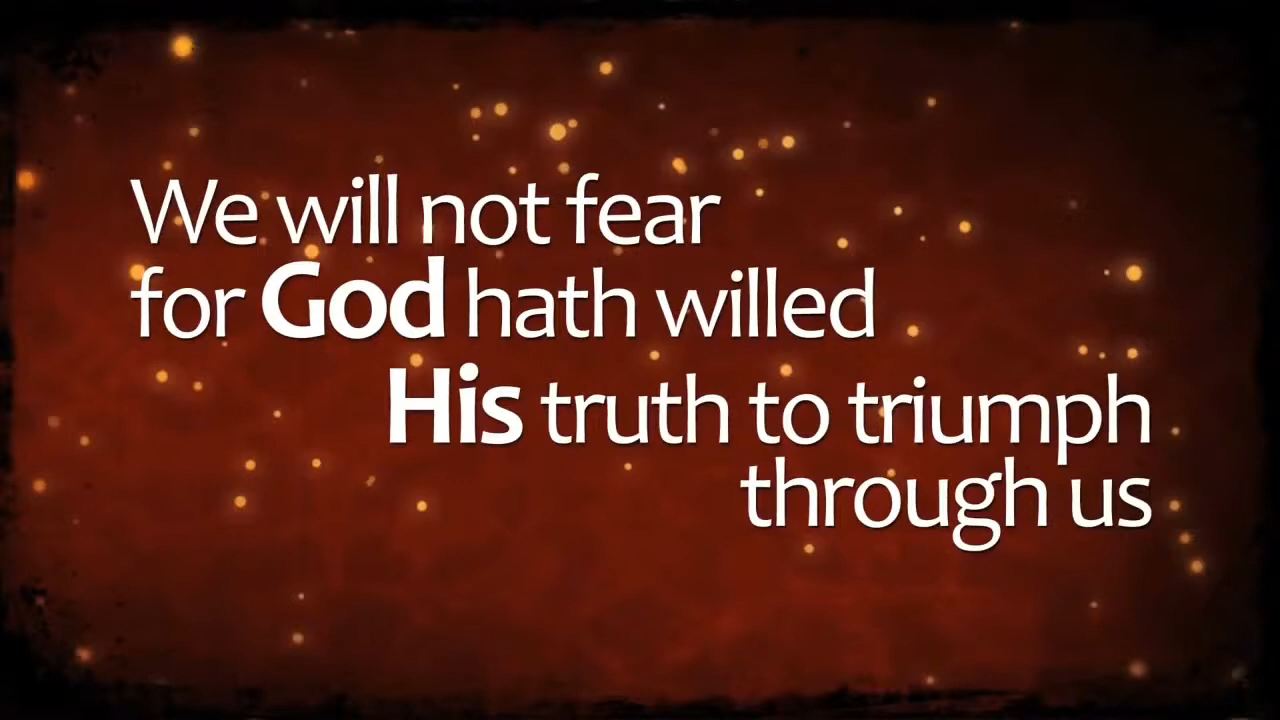 We will not fear
for God hath willed
His truth to triumph
through us